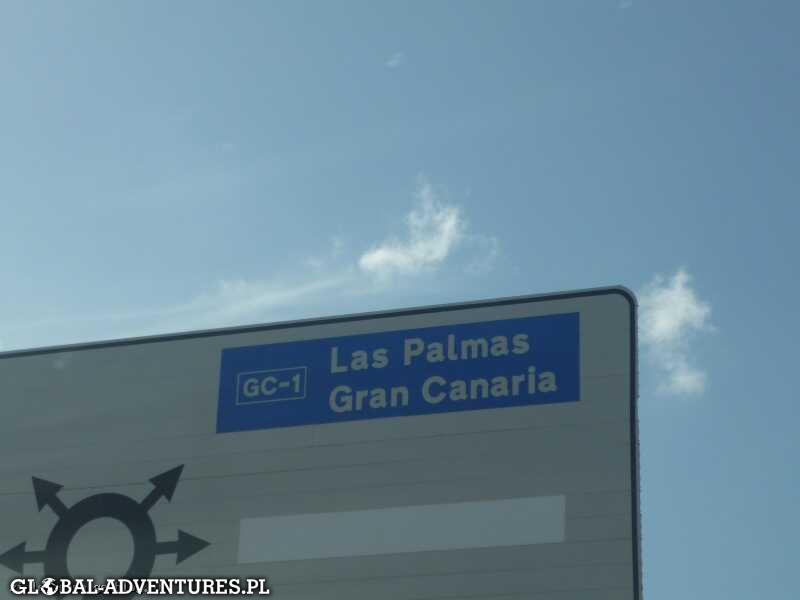 GC-1
Las Palmas
Gran Canaria
GLOBAL-ADVENTURES.PL